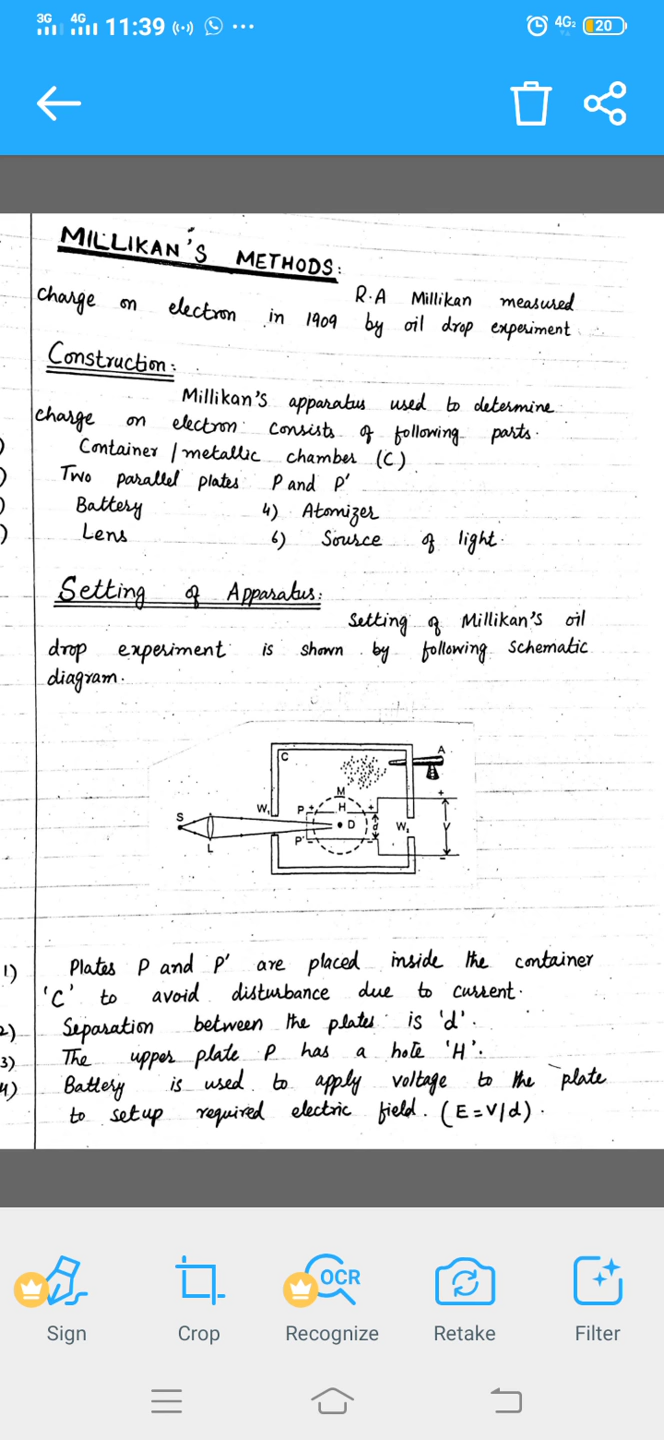 3G 4G 11:39 ... 4G2 20
MILLIKAN'S METHODS:
R.A Millikan measured
charge on electron in 1909 by oil drop experiment
Construction:
Millikan's apparatus used to determine
charge on electron consists of following parts.
) Container / metallic chamber (C)
) Two parallel plates P and P'
) Battery 4) Atomizer
) Lens 6) Source of light.
Setting of Apparatus:
Setting of Millikan's oil
drop experiment is shown by following schematic
diagram.
C A
M
S W₁ P + H + +
D d W₂ V
L P' - - -
1) Plates P and P' are placed inside the container
'C' to avoid disturbance due to current.
2) Separation between the plates is 'd'.
3) The upper plate P has a hole 'H'.
4) Battery is used to apply voltage to the plate
to setup required electric field. (E=V/d).
Sign Crop OCR Recognize Retake Filter